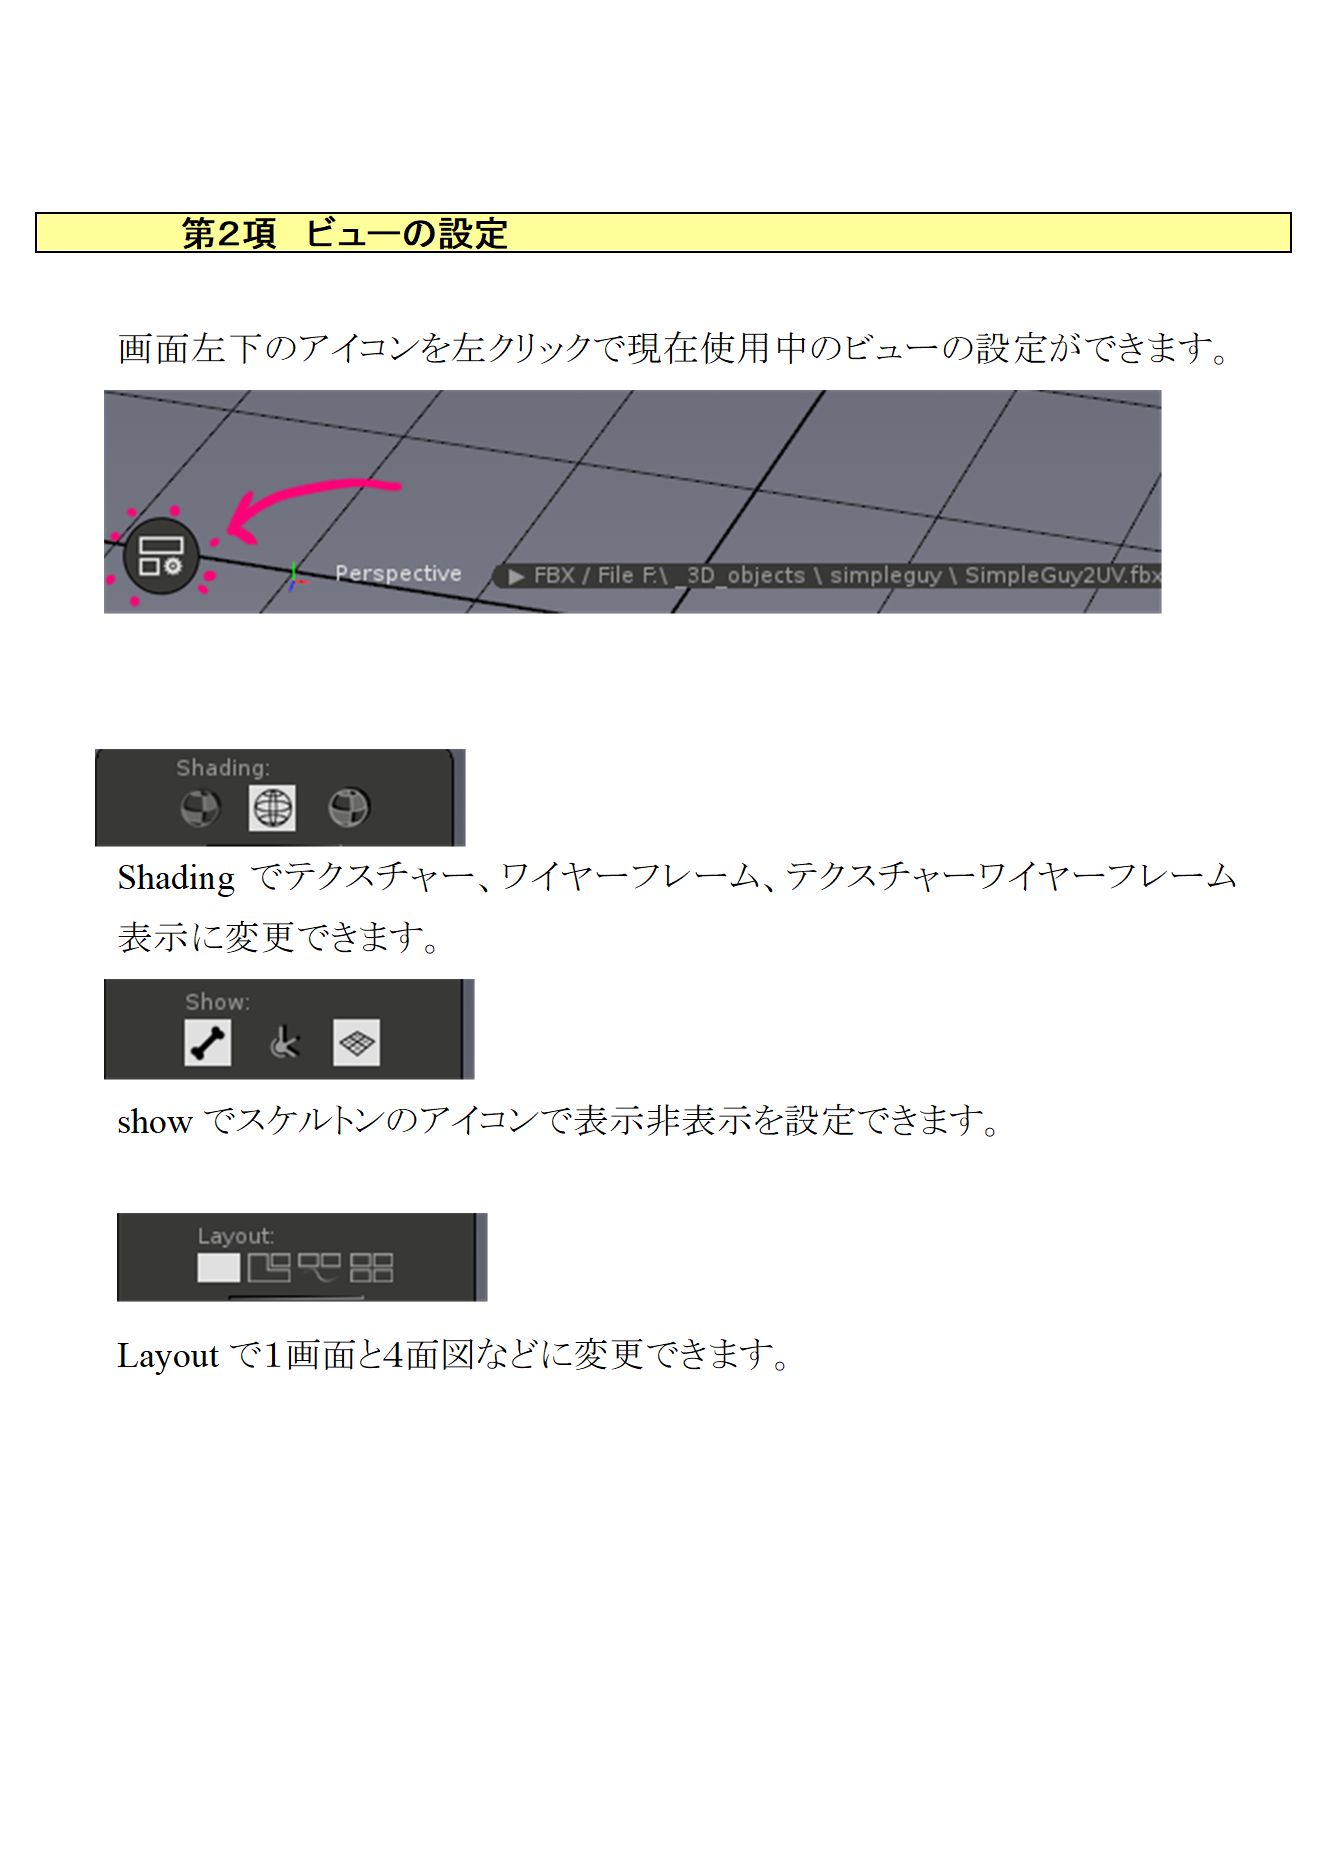 第２項　ビューの設定
画面左下のアイコンを左クリックで現在使用中のビューの設定ができます。
Perspective ▶ FBX / File F:\ _3D_objects \ simpleguy \ SimpleGuy2UV.fbx
Shading:
Shading でテクスチャー、ワイヤーフレーム、テクスチャーワイヤーフレーム
表示に変更できます。
Show:
show でスケルトンのアイコンで表示非表示を設定できます。
Layout:
Layout で１画面と４面図などに変更できます。